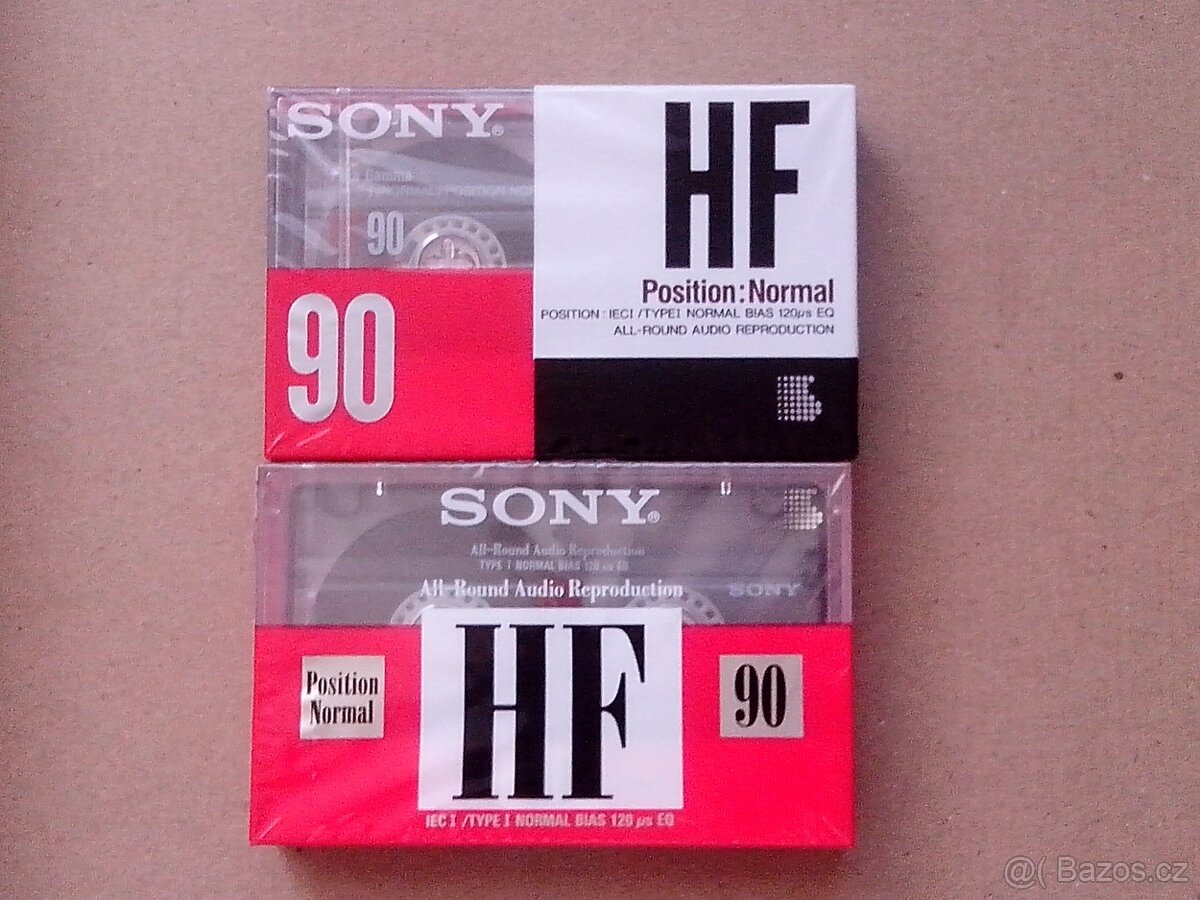 SONY®
90
90
HF
Position:Normal
POSITION : IECI /TYPEI NORMAL BIAS 120µs EQ
ALL-ROUND AUDIO REPRODUCTION
SONY®
All-Round Audio Reproduction
TYPE I NORMAL BIAS 120 µs EQ
All-Round Audio Reproduction
SONY
HF
Position
Normal
90
IEC I /TYPE I NORMAL BIAS 120 µs EQ
@( Bazos.cz